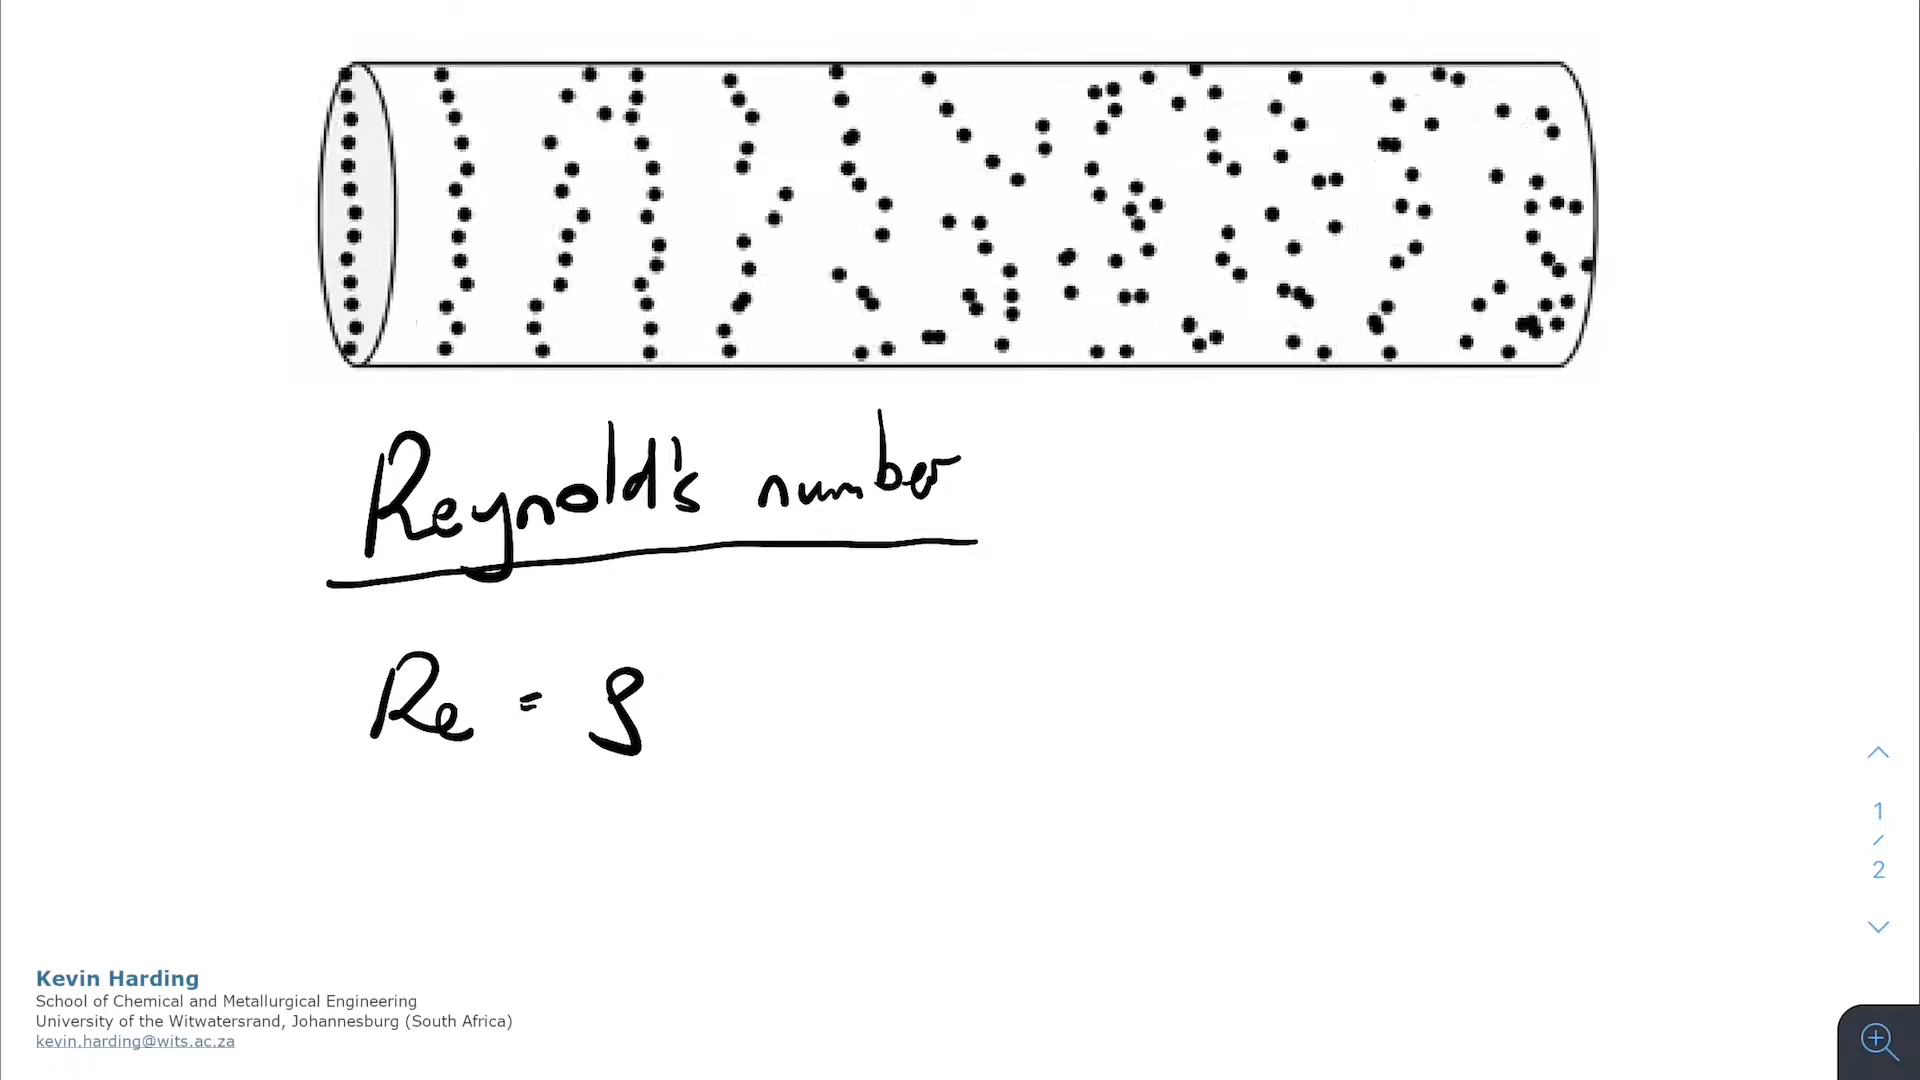 Reynold's number
Re = ρ
1
/
2
Kevin Harding
School of Chemical and Metallurgical Engineering
University of the Witwatersrand, Johannesburg (South Africa)
kevin.harding@wits.ac.za